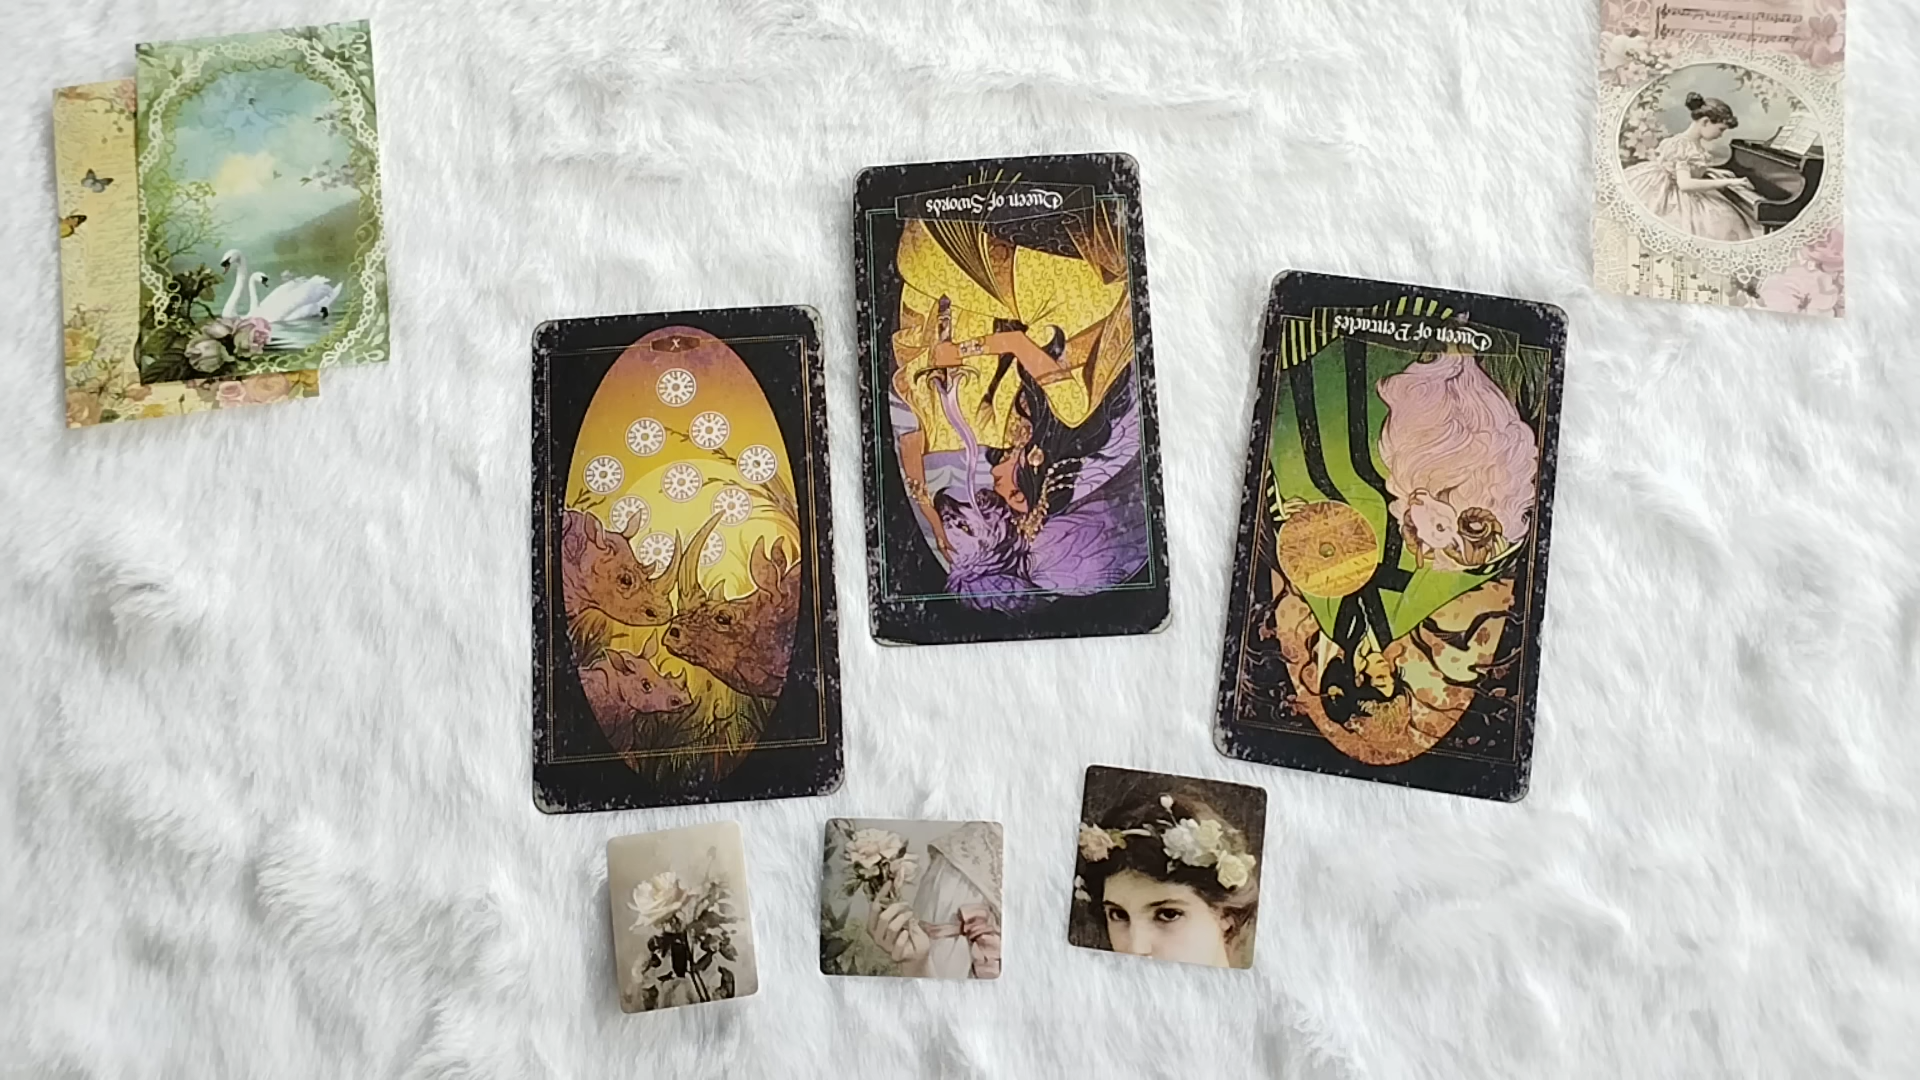 X
Queen of Swords
Queen of Pentacles